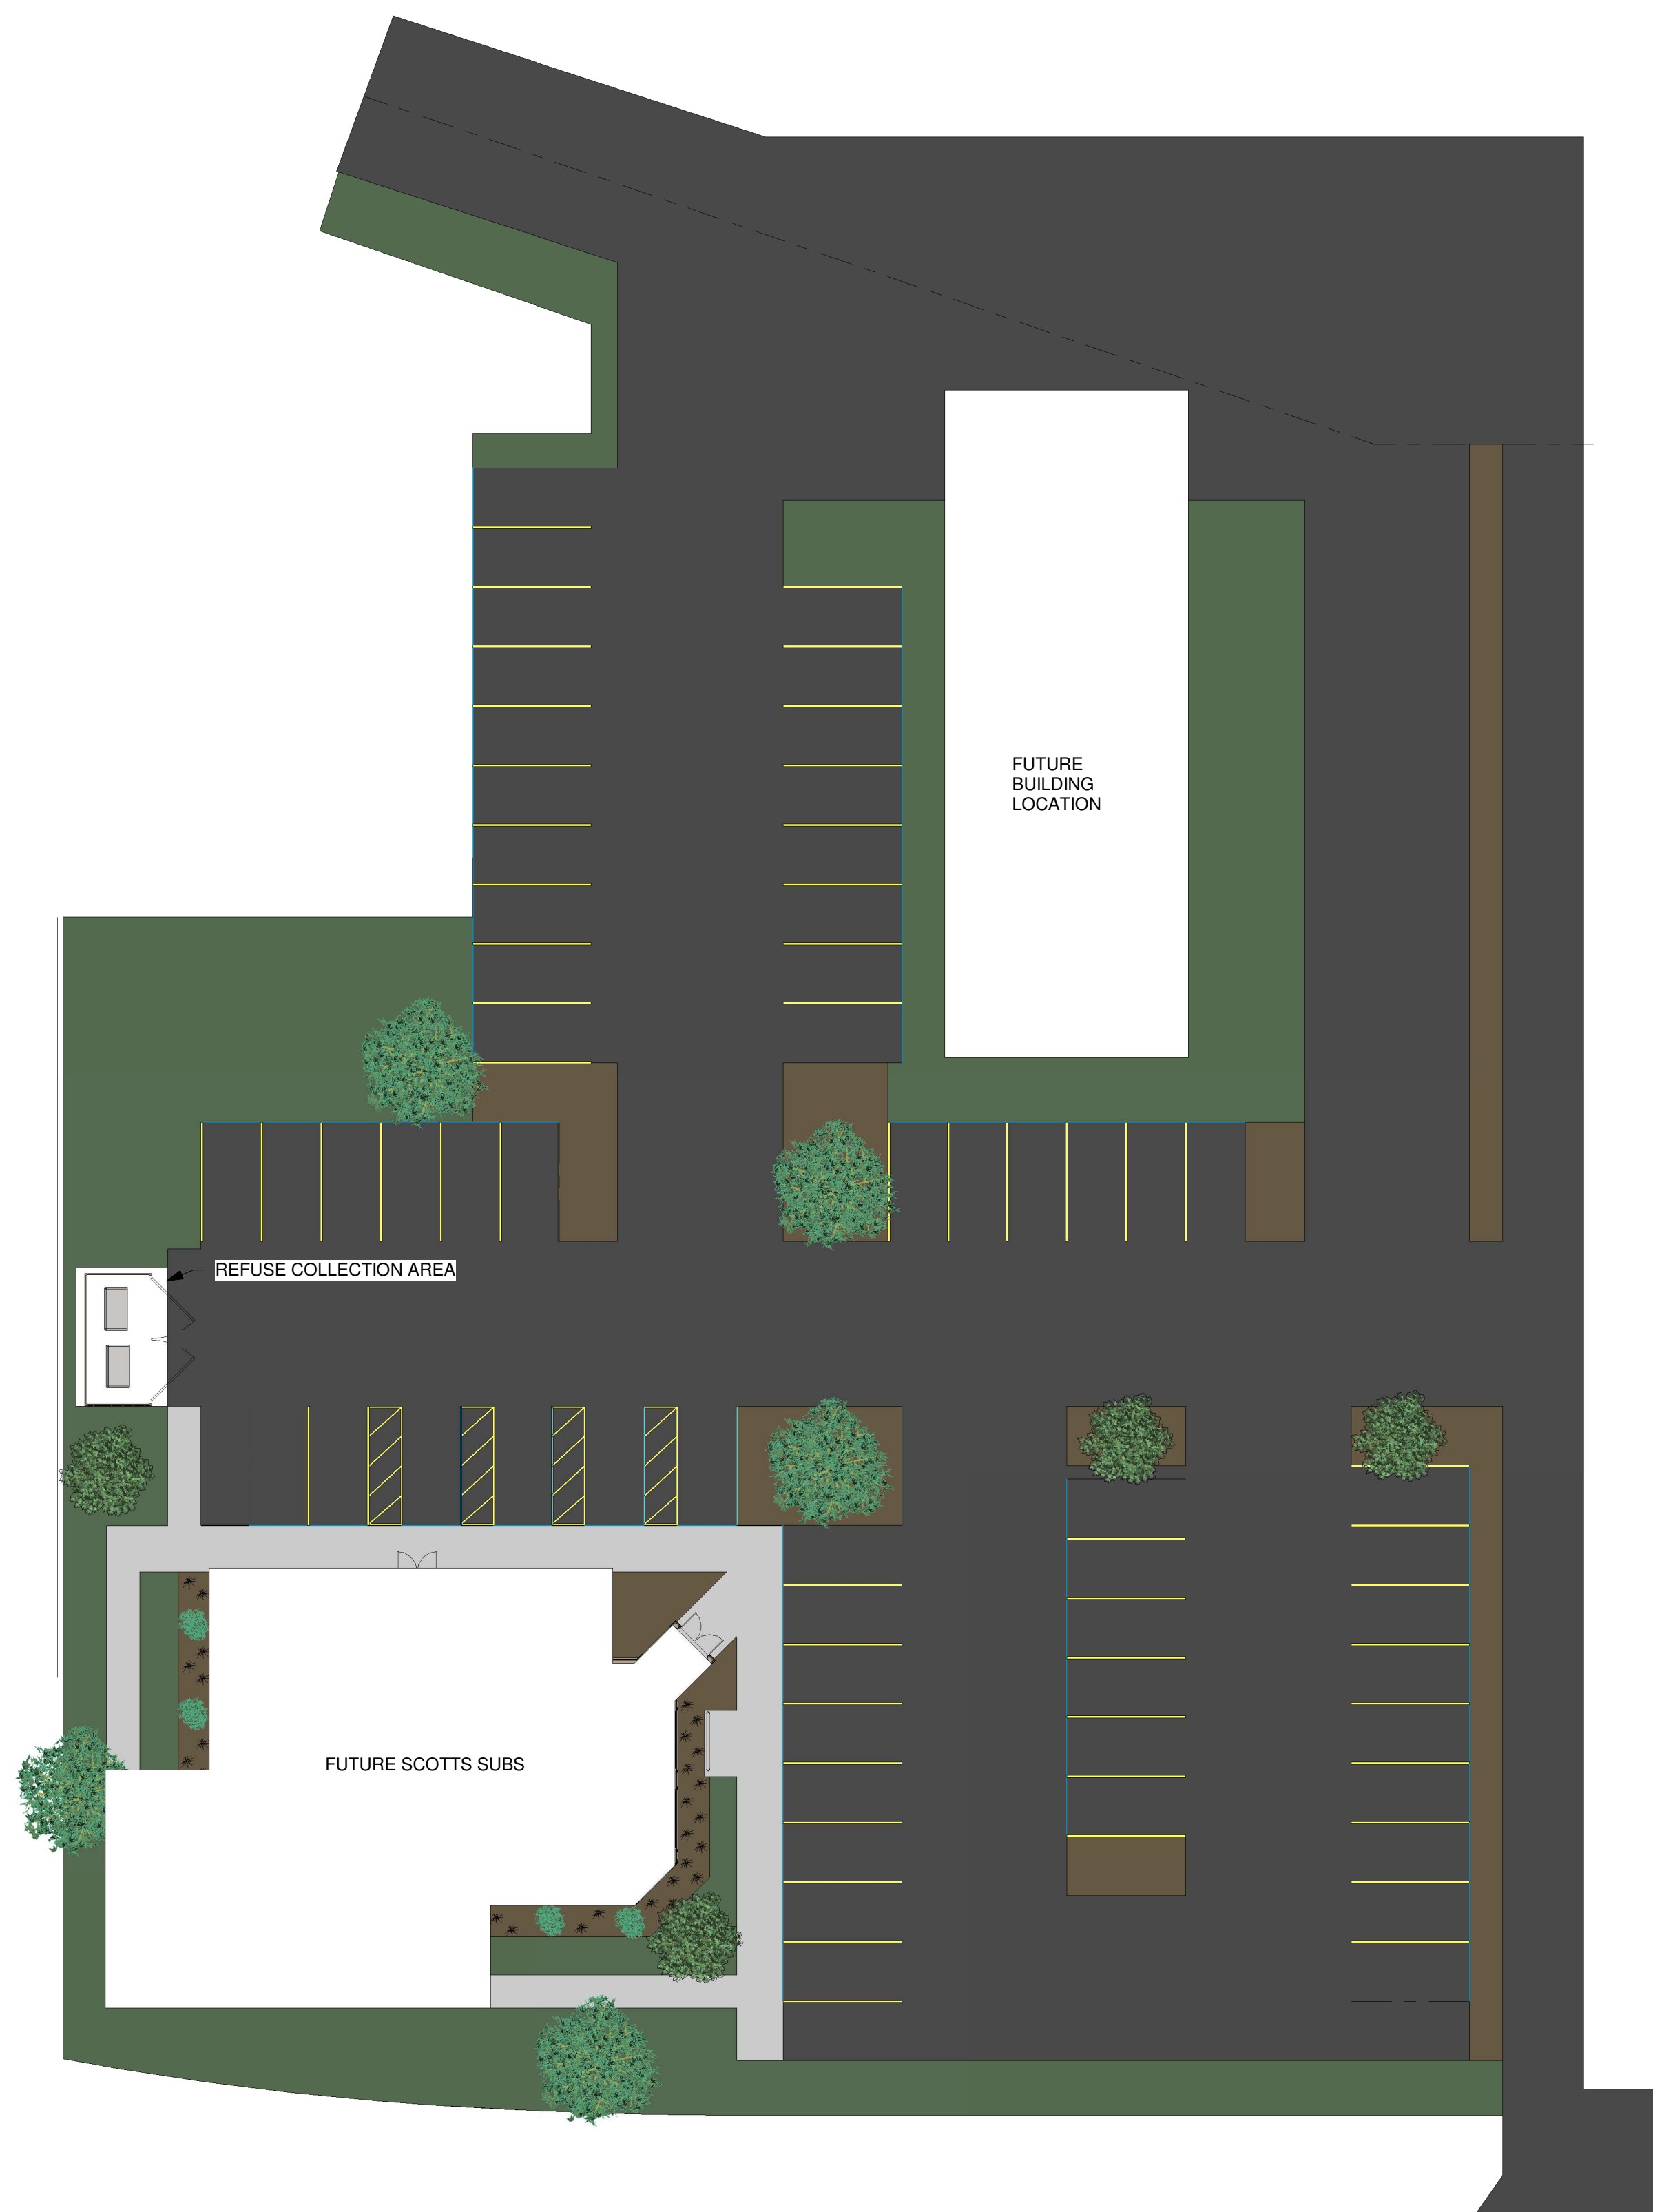 FUTURE
BUILDING
LOCATION
REFUSE COLLECTION AREA
FUTURE SCOTTS SUBS